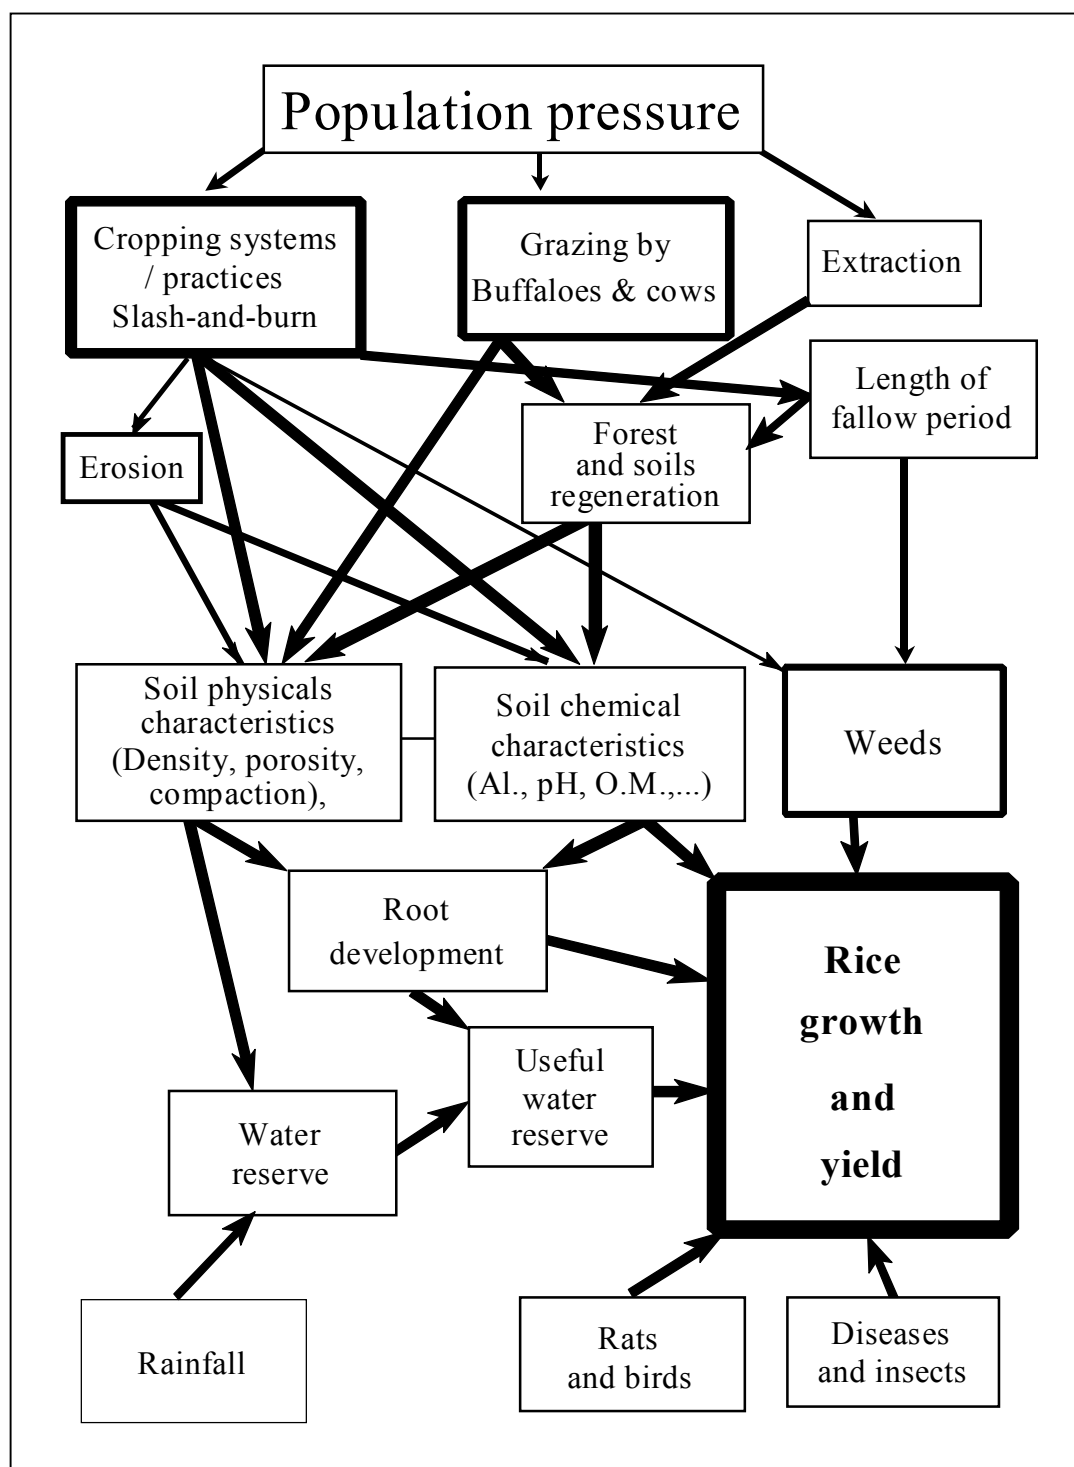 Population pressure
Cropping systems
/ practices
Slash-and-burn
Grazing by
Buffaloes & cows
Extraction
Length of
fallow period
Forest
and soils
regeneration
Erosion
Soil physicals
characteristics
(Density, porosity,
compaction),
Soil chemical
characteristics
(Al., pH, O.M.,...)
Weeds
Root
development
Rice
growth
and
yield
Useful
water
reserve
Water
reserve
Rainfall
Rats
and birds
Diseases
and insects